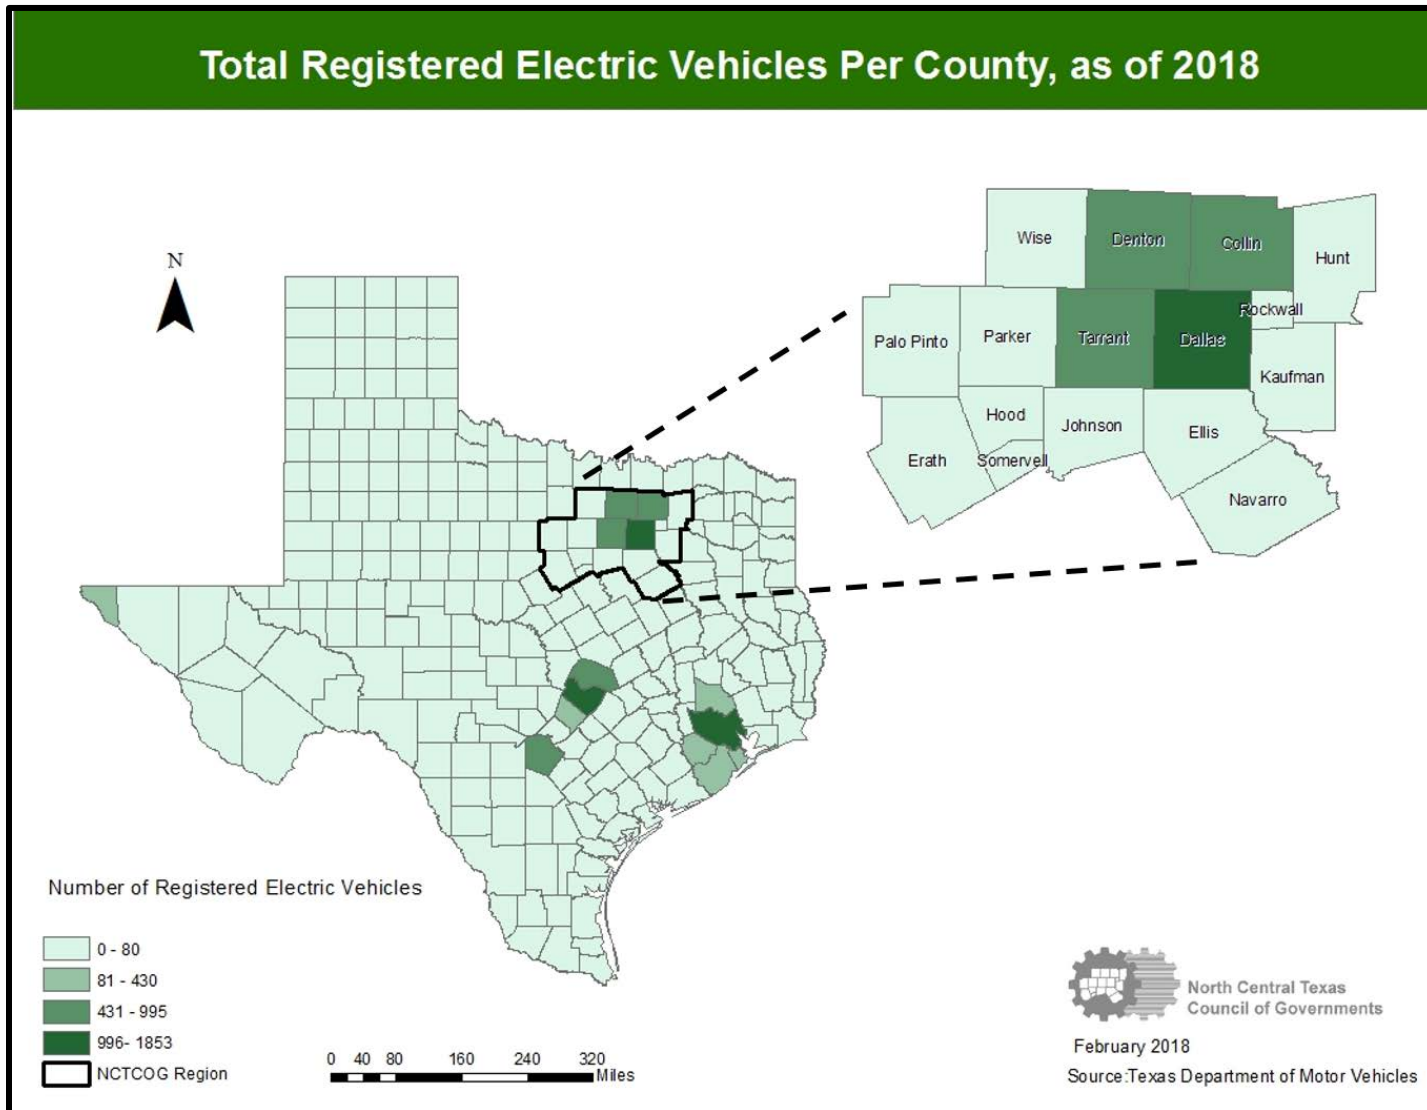 Total Registered Electric Vehicles Per County, as of 2018
N
Wise
Denton
Collin
Hunt
Rockwall
Palo Pinto
Parker
Tarrant
Dallas
Kaufman
Hood
Johnson
Ellis
Erath
Somervell
Navarro
Number of Registered Electric Vehicles
0 - 80
81 - 430
431 - 995
996- 1853
NCTCOG Region
0 40 80 160 240 320
Miles
North Central Texas
Council of Governments
February 2018
Source:Texas Department of Motor Vehicles